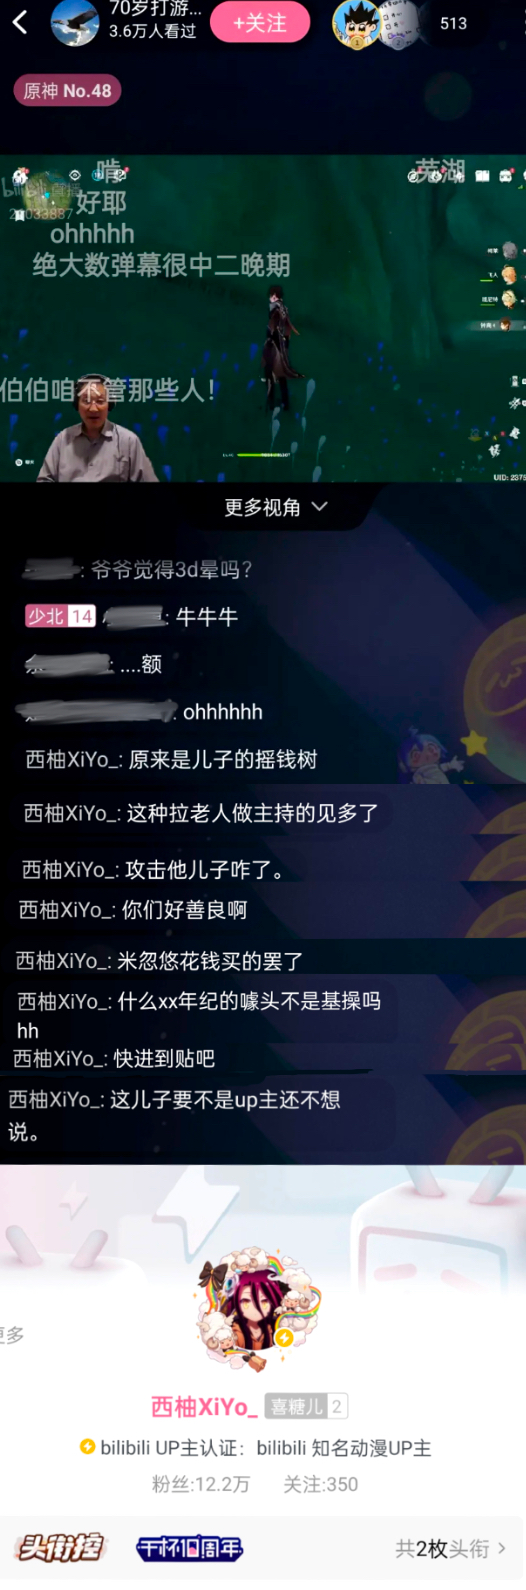 70岁打游...
3.6万人看过
+关注
513
原神 No.48
啃
芜湖
好耶
ohhhhh
绝大数弹幕很中二晚期
伯伯咱不管那些人！
更多视角
: 爷爷觉得3d晕吗？
少北 14 : 牛牛牛
: ....额
: ohhhhhh
西柚XiYo_: 原来是儿子的摇钱树
西柚XiYo_: 这种拉老人做主持的见多了
西柚XiYo_: 攻击他儿子咋了。
西柚XiYo_: 你们好善良啊
西柚XiYo_: 米忽悠花钱买的罢了
西柚XiYo_: 什么xx年纪的噱头不是基操吗
hh
西柚XiYo_: 快进到贴吧
西柚XiYo_: 这儿子要不是up主还不想
说。
更多
西柚XiYo_ 喜糖儿 2
bilibili UP主认证：bilibili 知名动漫UP主
粉丝:12.2万 关注:350
头衔控 干杯10周年 共2枚头衔